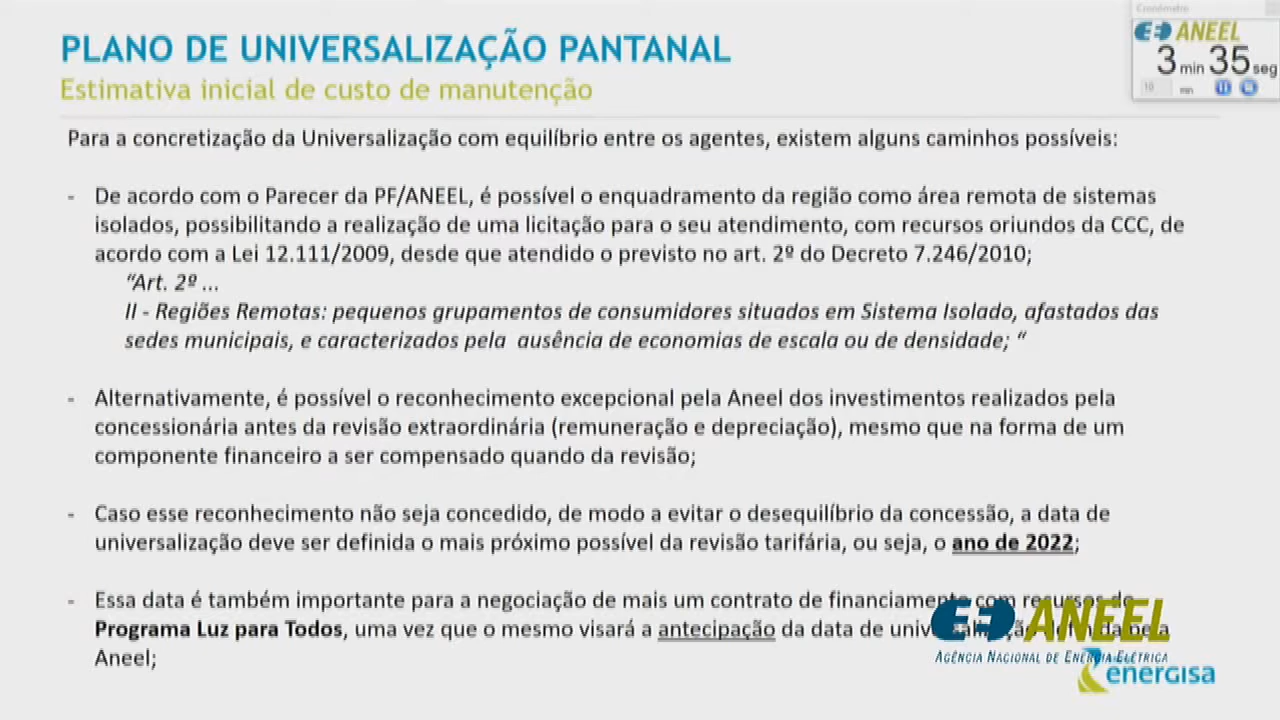 Cronômetro
ANEEL
3 min 35 seg
10 min
PLANO DE UNIVERSALIZAÇÃO PANTANAL
Estimativa inicial de custo de manutenção
Para a concretização da Universalização com equilíbrio entre os agentes, existem alguns caminhos possíveis:
- De acordo com o Parecer da PF/ANEEL, é possível o enquadramento da região como área remota de sistemas
isolados, possibilitando a realização de uma licitação para o seu atendimento, com recursos oriundos da CCC, de
acordo com a Lei 12.111/2009, desde que atendido o previsto no art. 2º do Decreto 7.246/2010;
“Art. 2º ...
II - Regiões Remotas: pequenos grupamentos de consumidores situados em Sistema Isolado, afastados das
sedes municipais, e caracterizados pela ausência de economias de escala ou de densidade; “
- Alternativamente, é possível o reconhecimento excepcional pela Aneel dos investimentos realizados pela
concessionária antes da revisão extraordinária (remuneração e depreciação), mesmo que na forma de um
componente financeiro a ser compensado quando da revisão;
- Caso esse reconhecimento não seja concedido, de modo a evitar o desequilíbrio da concessão, a data de
universalização deve ser definida o mais próximo possível da revisão tarifária, ou seja, o ano de 2022;
- Essa data é também importante para a negociação de mais um contrato de financiamento com recursos do
Programa Luz para Todos, uma vez que o mesmo visará a antecipação da data de universalização definida pela
Aneel;
ANEEL
AGÊNCIA NACIONAL DE ENERGIA ELÉTRICA
energisa